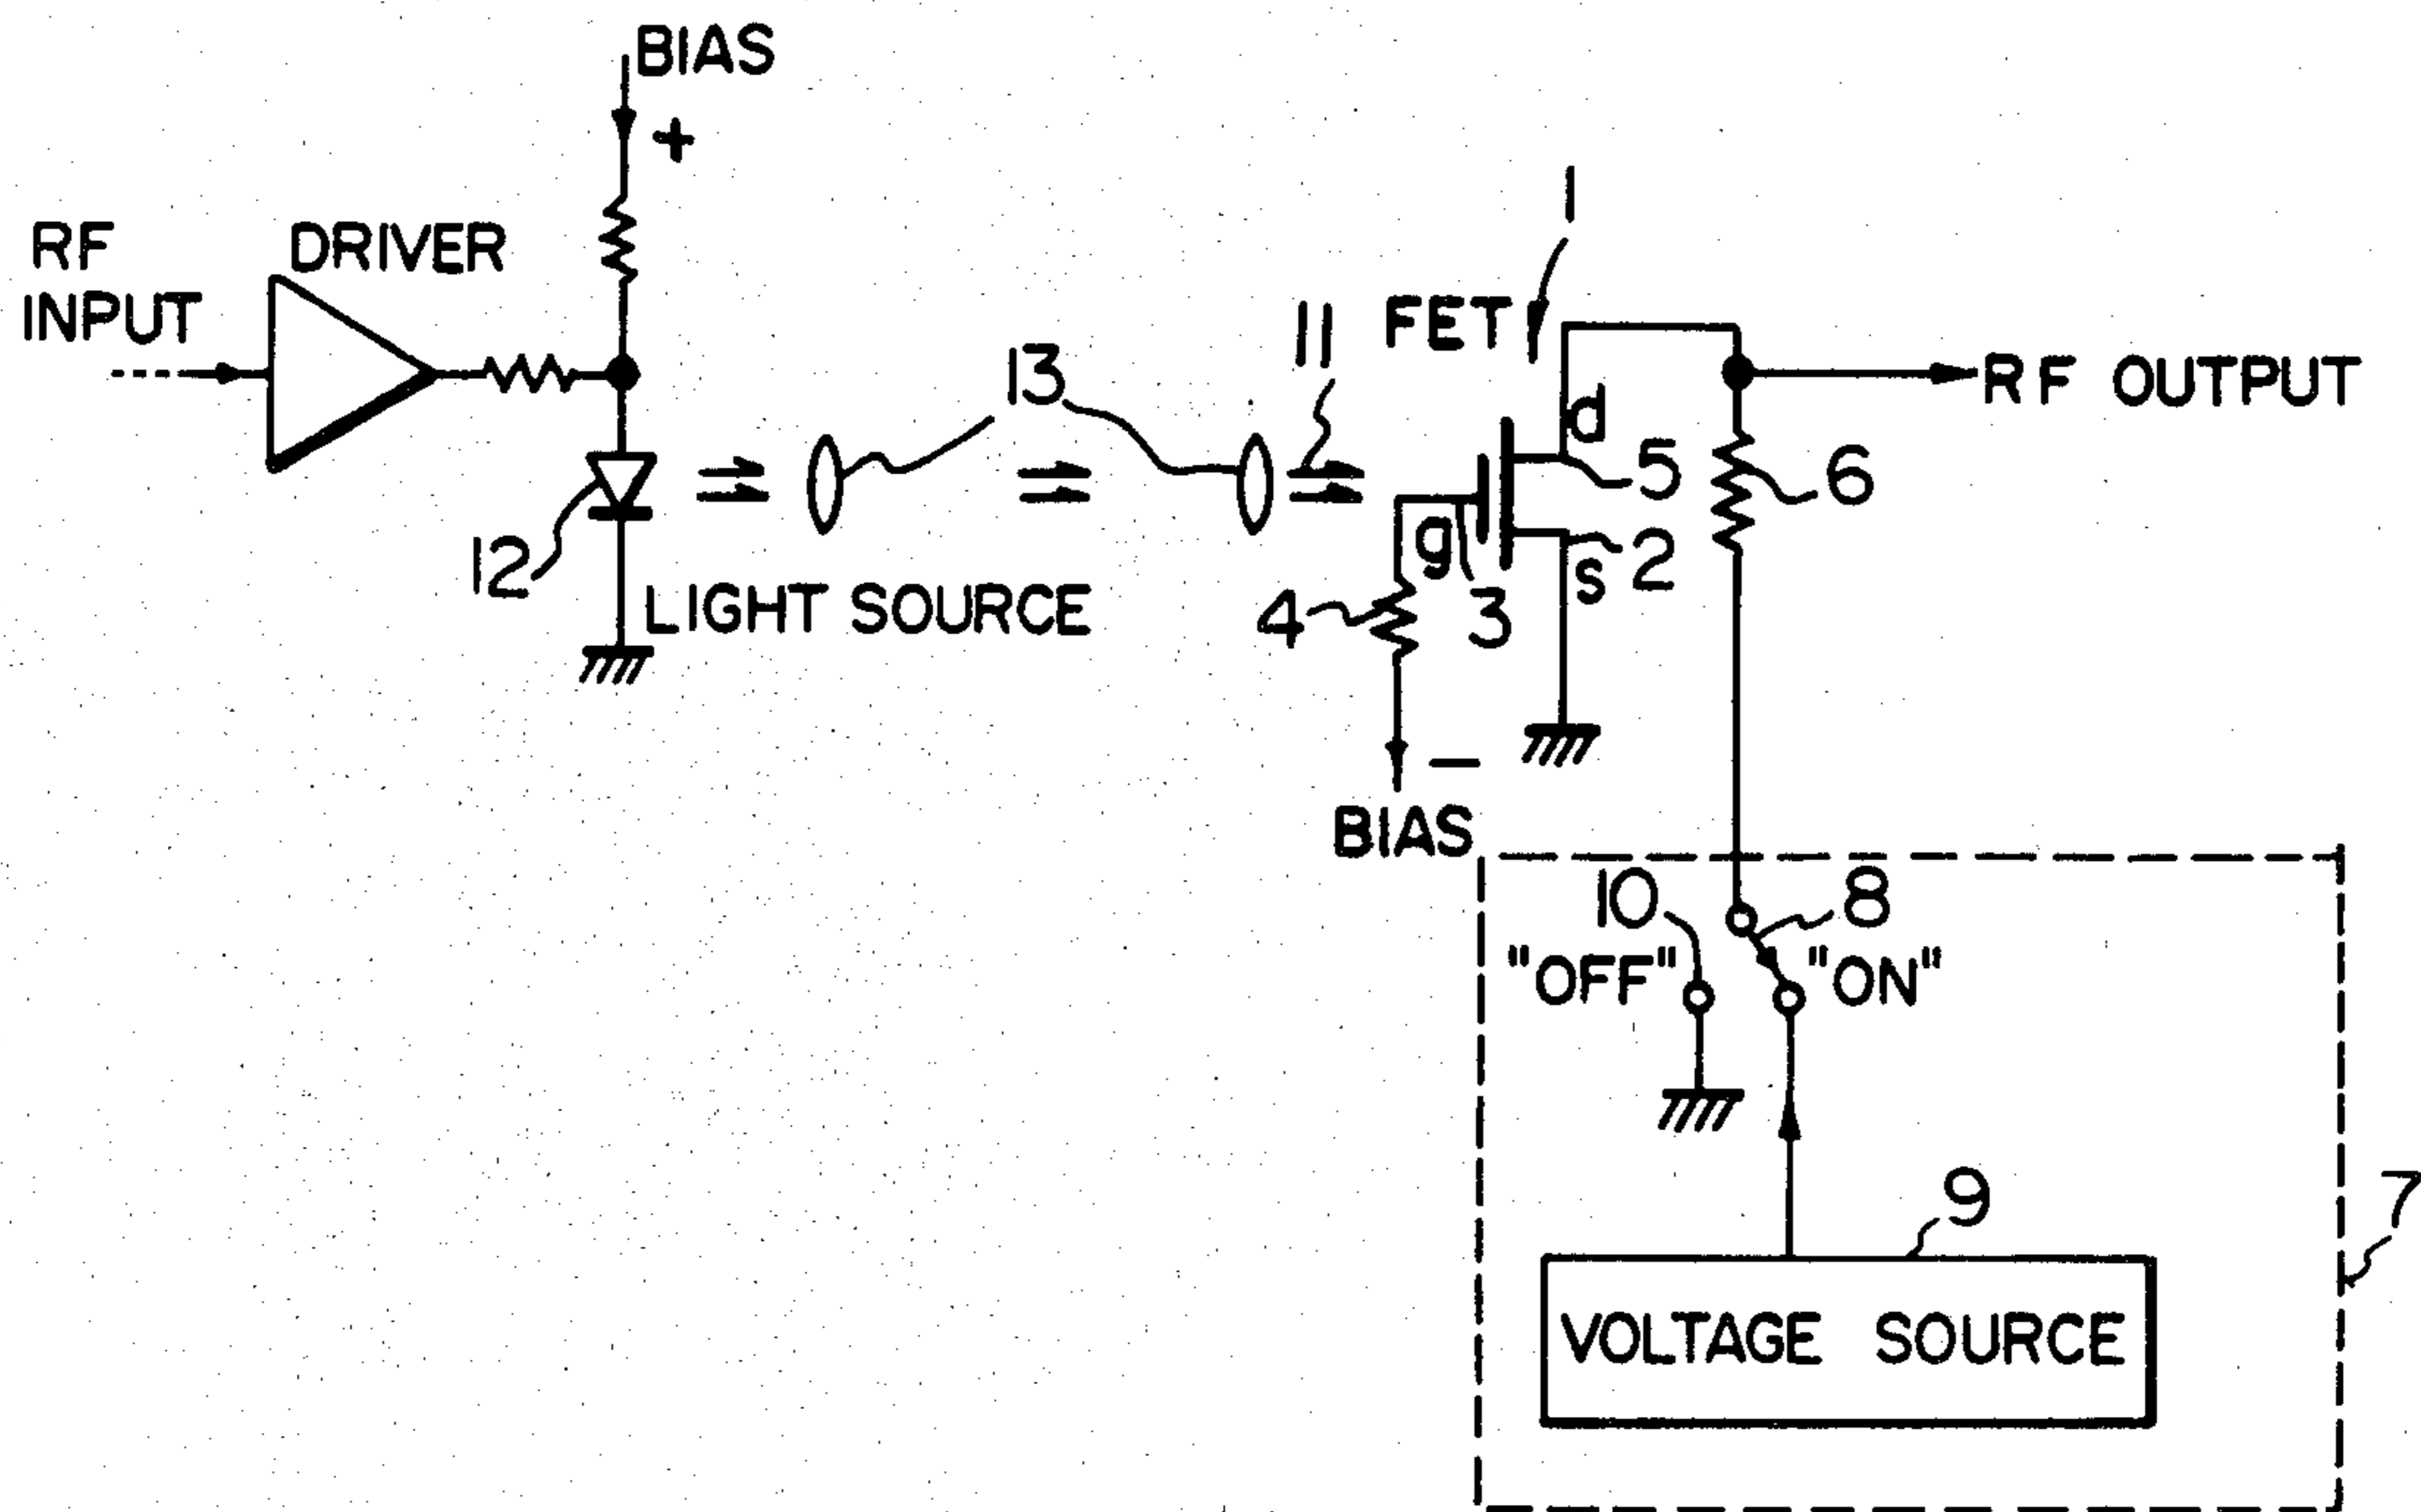 BIAS
+
RF
INPUT
DRIVER
1
FET
11
13
RF OUTPUT
d
5
6
g
s
2
12
LIGHT SOURCE
4
3
−
BIAS
10
8
"OFF"
"ON"
9
7
VOLTAGE SOURCE